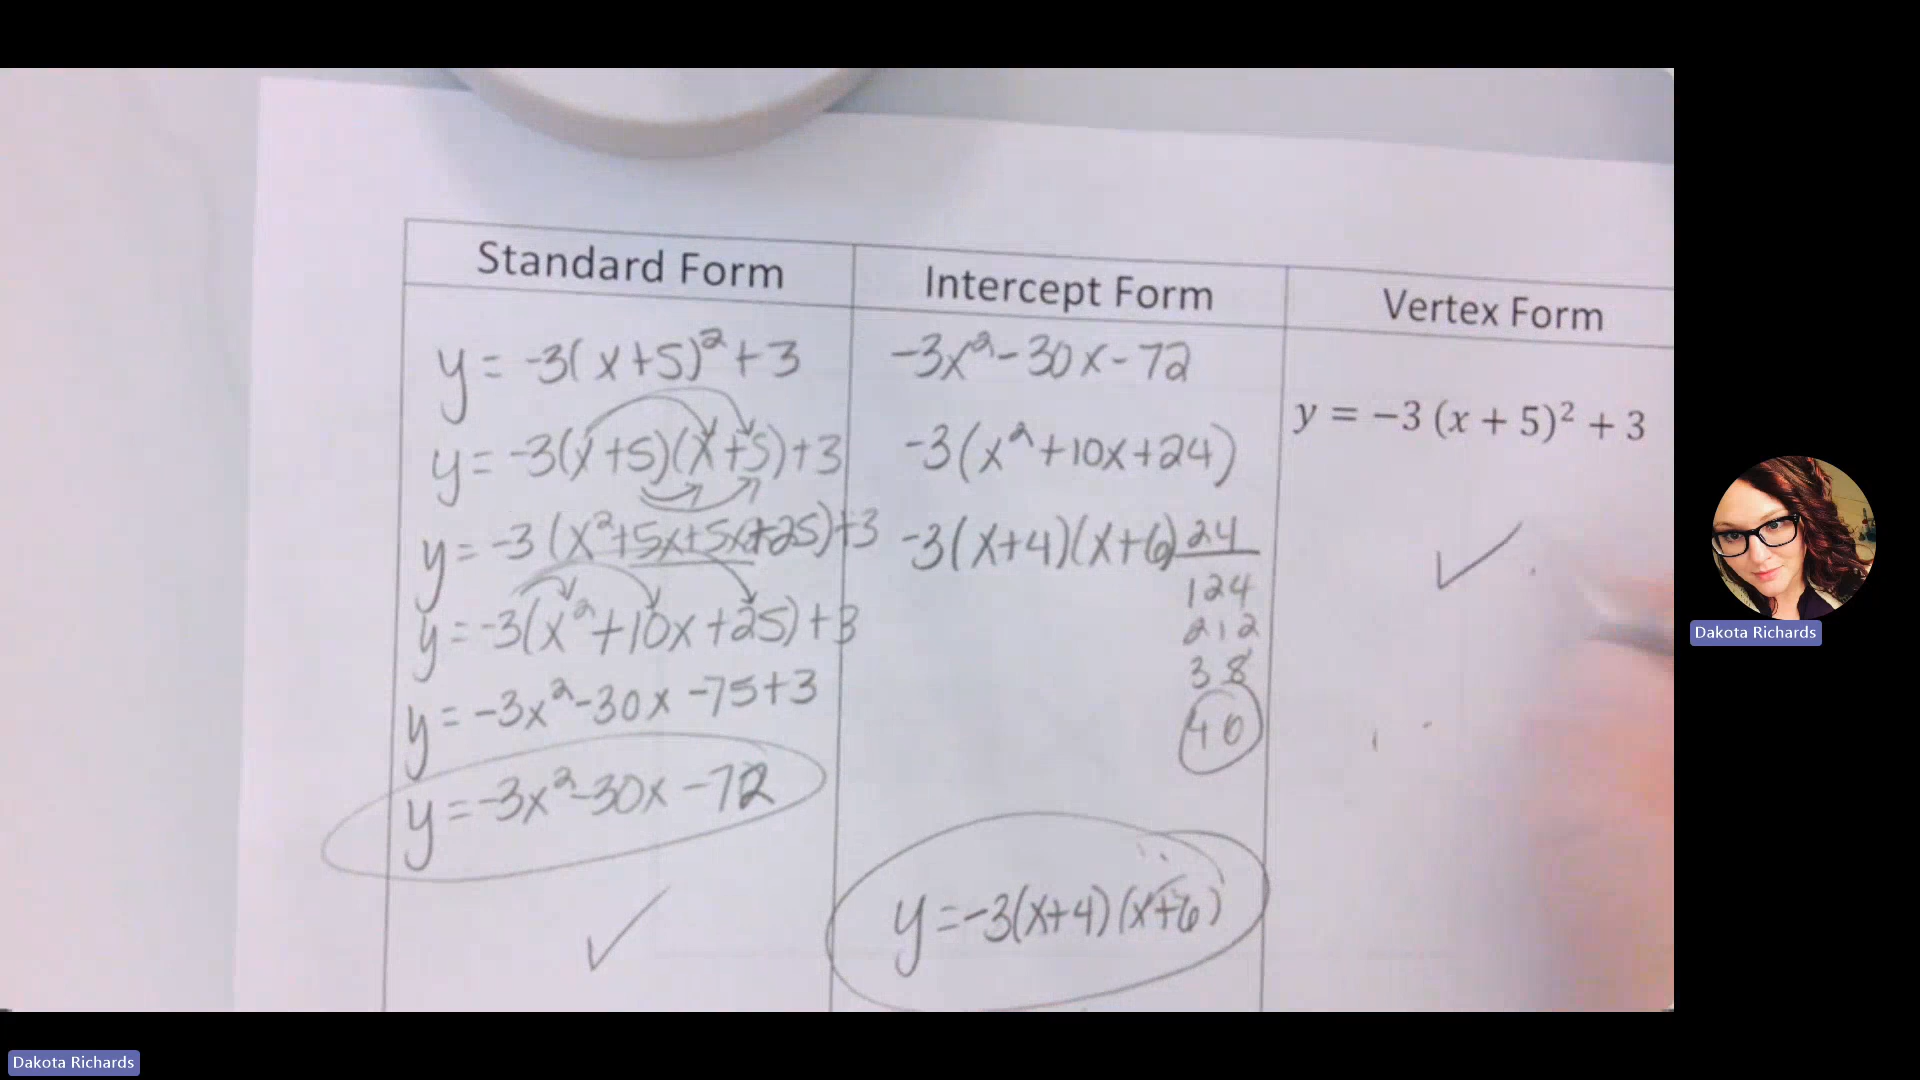 Standard Form
y = -3(x+5)² +3
y = -3(x+5)(x+5)+3
y = -3(x²+5x+5x+25)+3
y = -3(x²+10x+25)+3
y = -3x²-30x -75+3
y = -3x²-30x -72
Intercept Form
-3x²-30x-72
-3(x²+10x+24)
-3(x+4)(x+6)
24
1 24
2 12
3 8
4 6
y = -3(x+4)(x+6)
Vertex Form
y = −3 (x + 5)² + 3
Dakota Richards
Dakota Richards